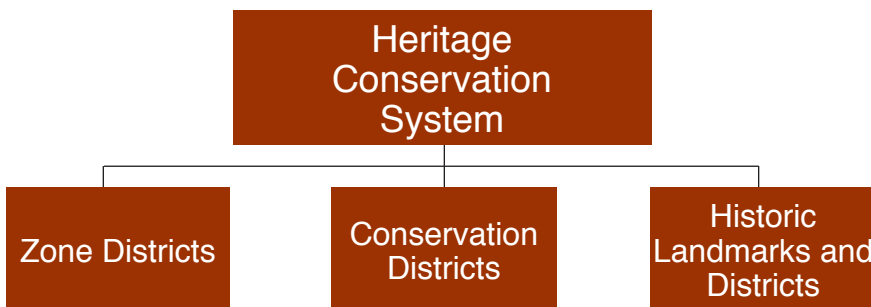 Heritage
Conservation
System
Zone Districts
Conservation
Districts
Historic
Landmarks and
Districts